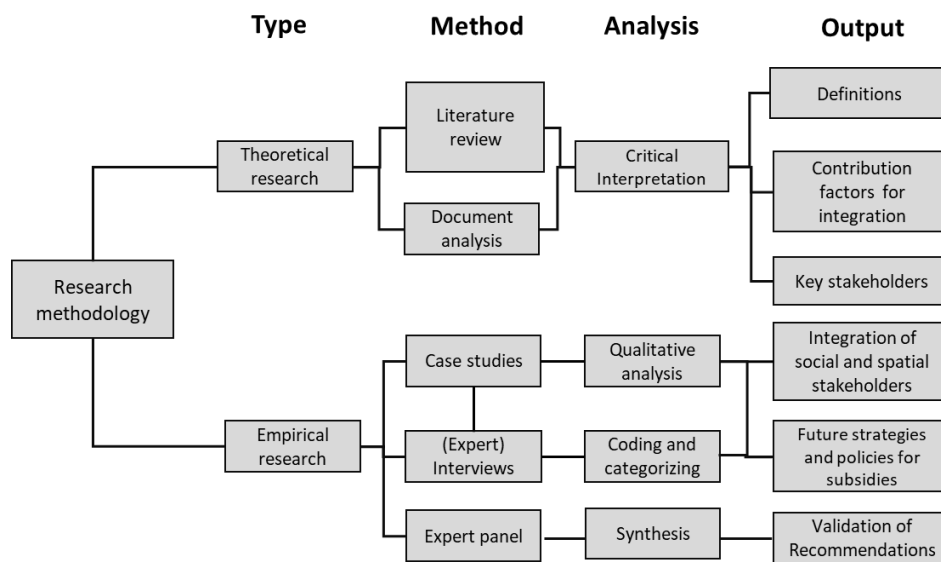 Type Method Analysis Output
Literature
review
Definitions
Theoretical
research
Critical
Interpretation
Contribution
factors for
integration
Document
analysis
Key stakeholders
Research
methodology
Case studies
Qualitative
analysis
Integration of
social and spatial
stakeholders
Empirical
research
(Expert)
Interviews
Coding and
categorizing
Future strategies
and policies for
subsidies
Expert panel
Synthesis
Validation of
Recommendations